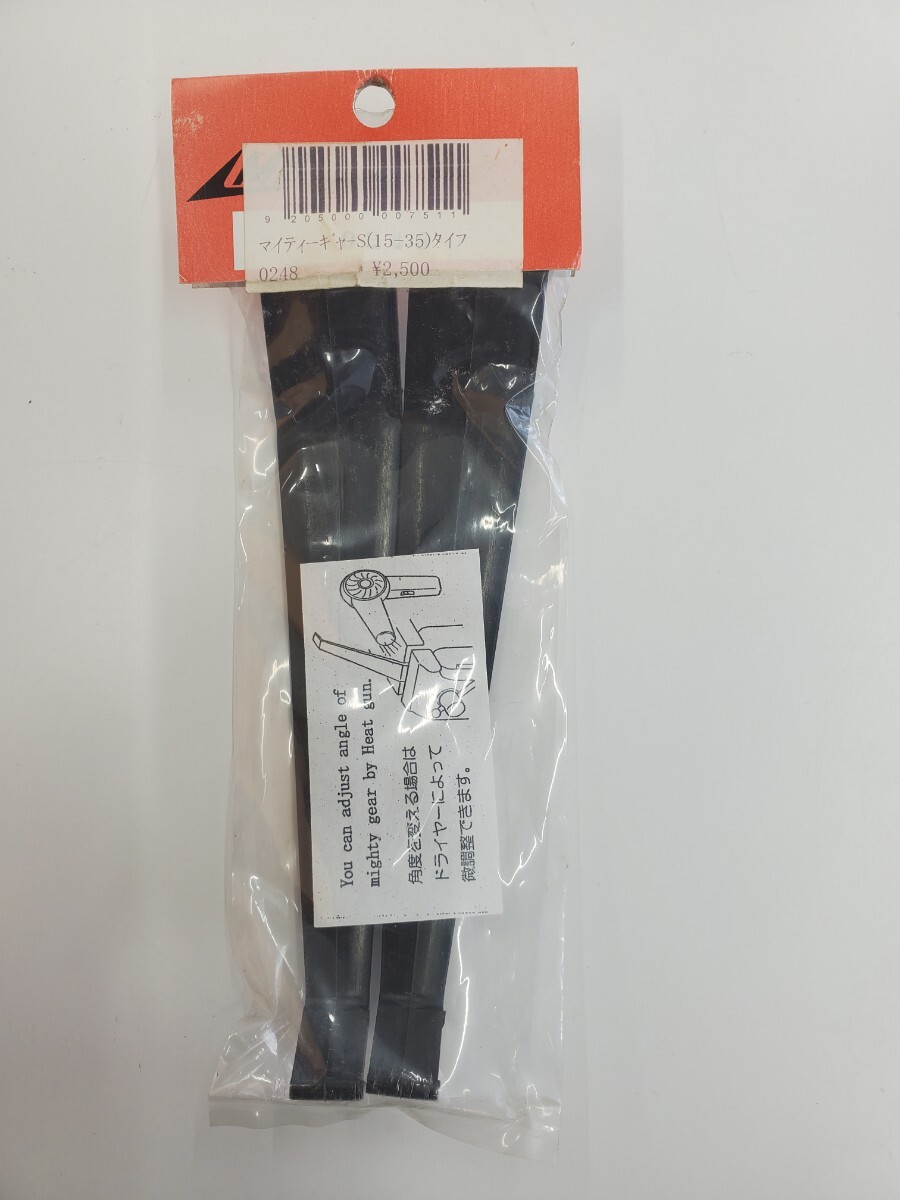 9 205000 007511
マイティーギャーS(15-35)タイプ
0248 ¥2,500
You can adjust angle of
mighty gear by Heat gun.
角度を変える場合は
ドライヤーによって
微調整できます。